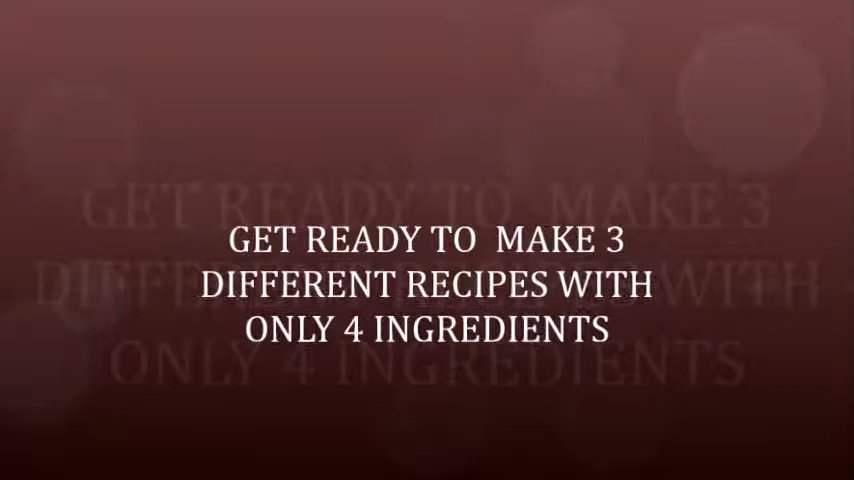 GET READY TO  MAKE 3
DIFFERENT RECIPES WITH
ONLY 4 INGREDIENTS